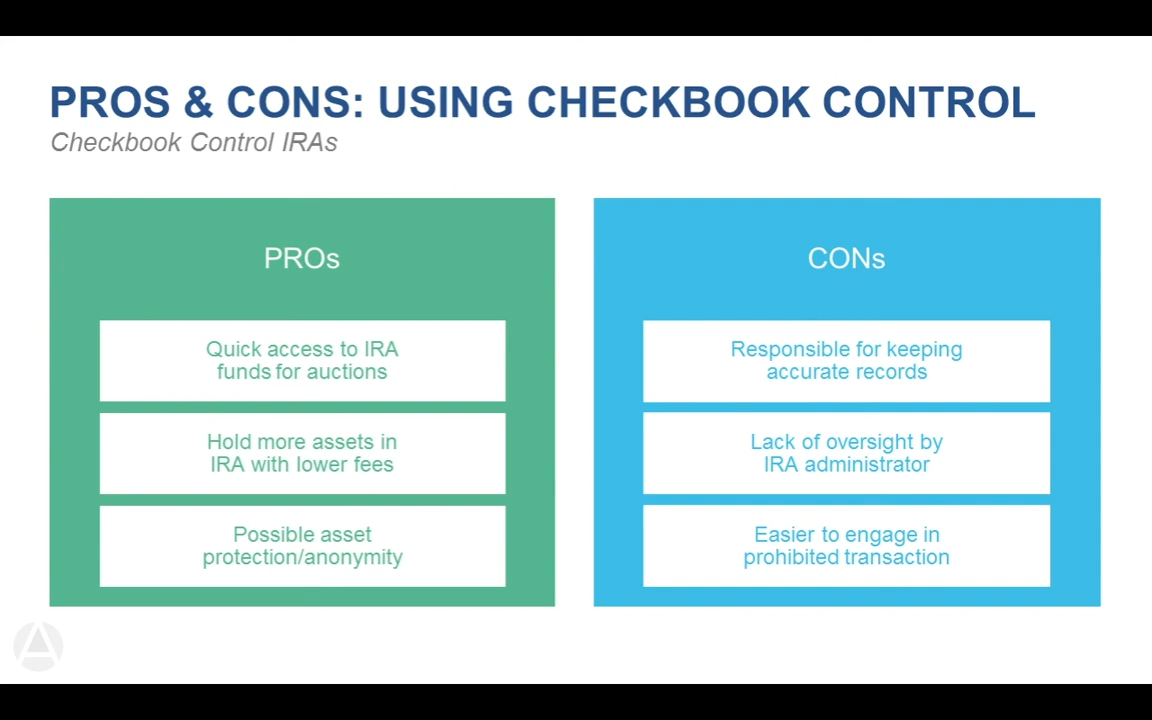 PROS & CONS: USING CHECKBOOK CONTROL
Checkbook Control IRAs
PROs
Quick access to IRA
funds for auctions
Hold more assets in
IRA with lower fees
Possible asset
protection/anonymity
CONs
Responsible for keeping
accurate records
Lack of oversight by
IRA administrator
Easier to engage in
prohibited transaction